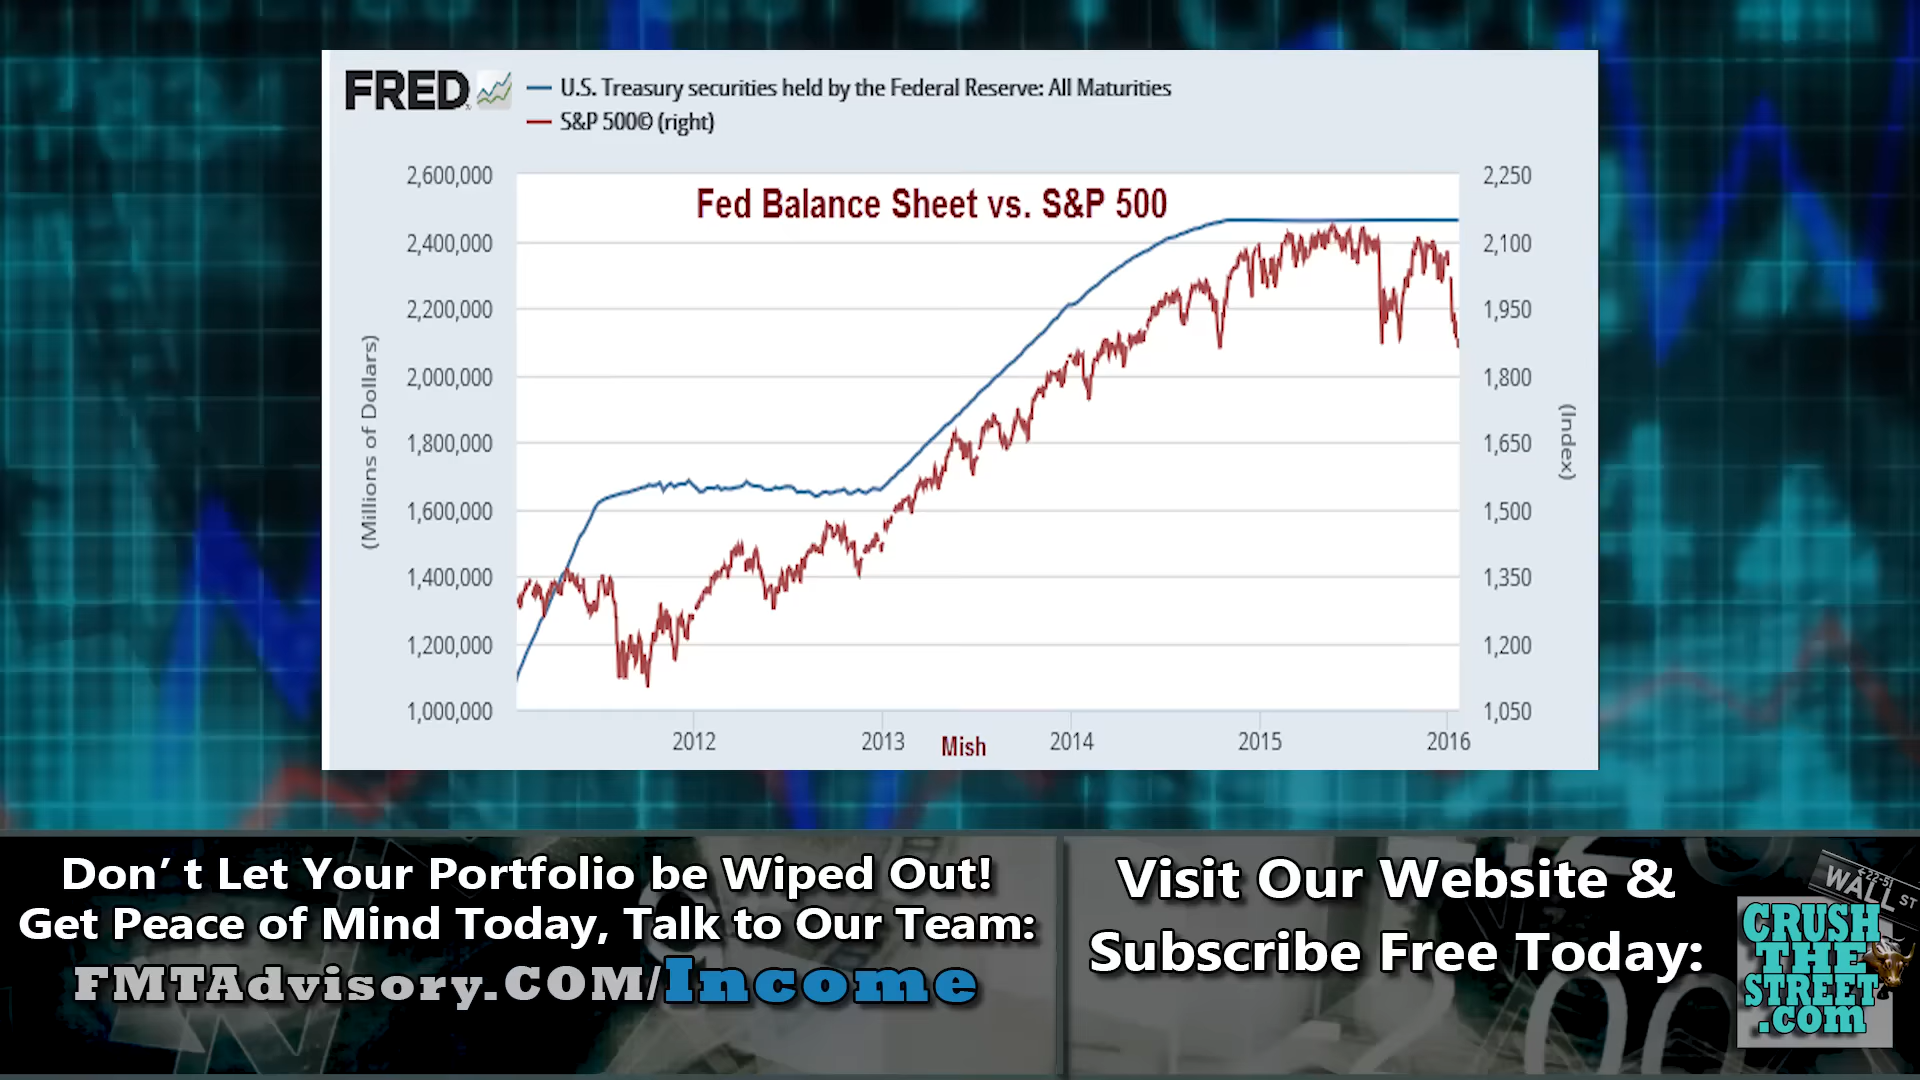 FRED
U.S. Treasury securities held by the Federal Reserve: All Maturities
S&P 500© (right)
Fed Balance Sheet vs. S&P 500
2,600,000
2,400,000
2,200,000
2,000,000
1,800,000
1,600,000
1,400,000
1,200,000
1,000,000
(Millions of Dollars)
2,250
2,100
1,950
1,800
1,650
1,500
1,350
1,200
1,050
(Index)
2012
2013
Mish
2014
2015
2016
Don’ t Let Your Portfolio be Wiped Out!
Get Peace of Mind Today, Talk to Our Team:
FMTAdvisory.COM/Income
Visit Our Website &
Subscribe Free Today:
WALL ST
CRUSH
THE
STREET
.com